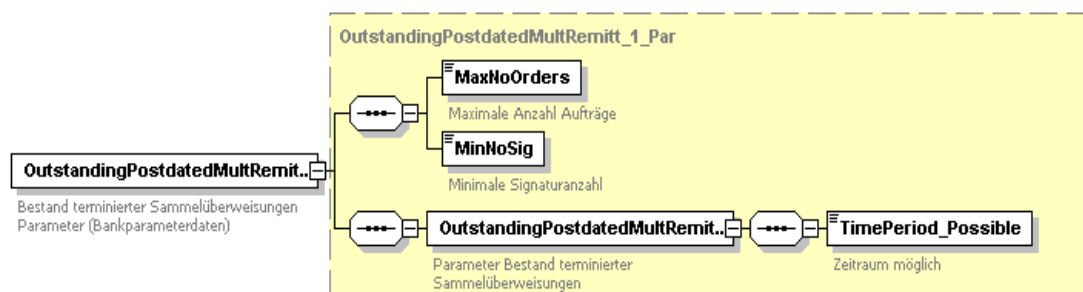 OutstandingPostdatedMultRemitt_1_Par
MaxNoOrders
Maximale Anzahl Aufträge
MinNoSig
Minimale Signaturanzahl
OutstandingPostdatedMultRemit..
Bestand terminierter Sammelüberweisungen
Parameter (Bankparameterdaten)
OutstandingPostdatedMultRemit..
Parameter Bestand terminierter
Sammelüberweisungen
TimePeriod_Possible
Zeitraum möglich